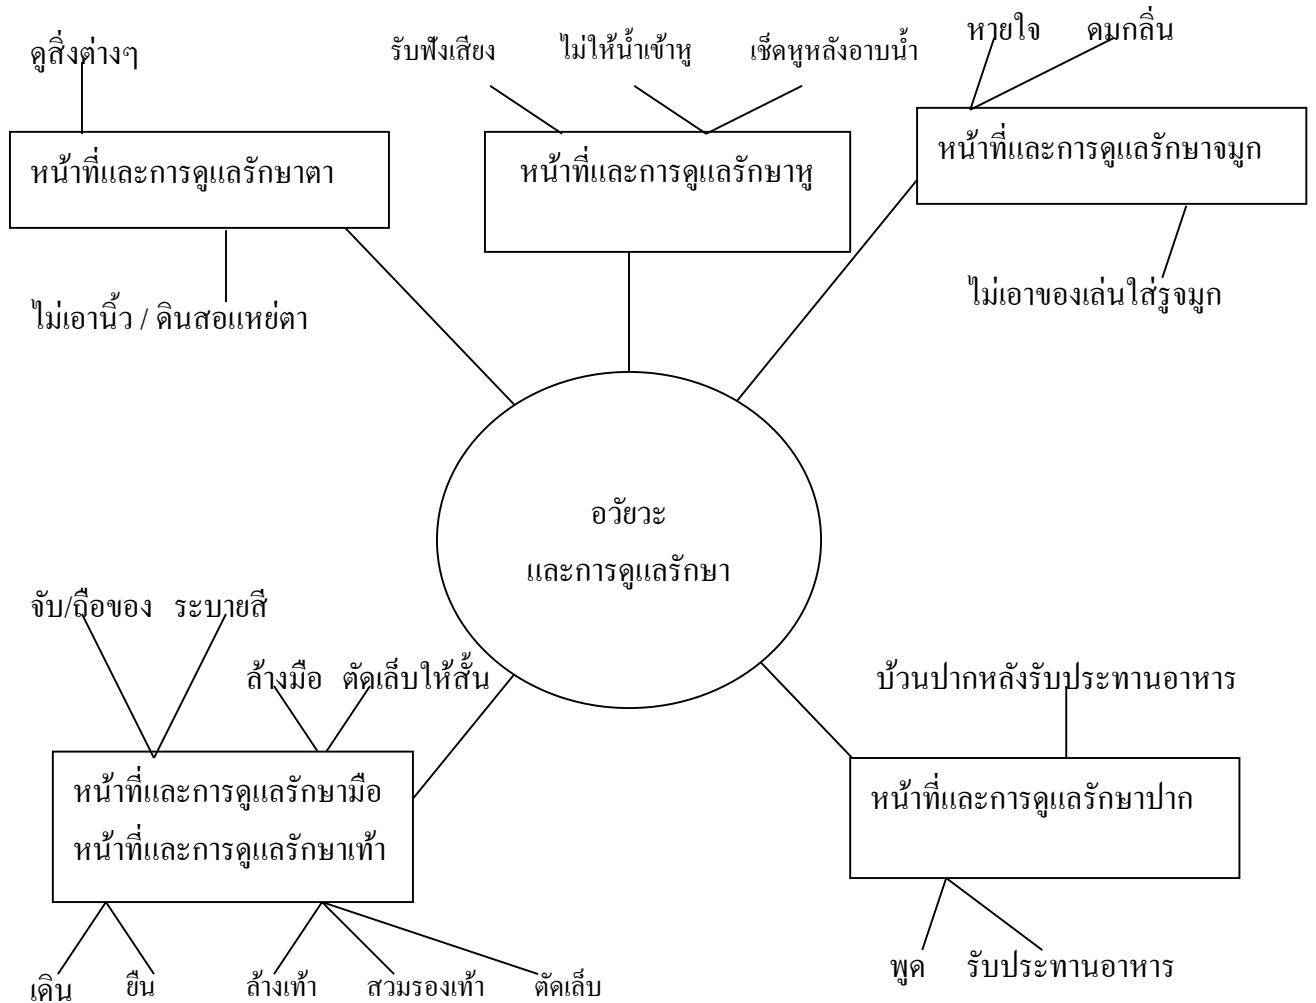 หายใจ ดมกลิ่น
ดูสิ่งต่างๆ
รับฟังเสียง ไม่ให้น้ำเข้าหู เช็ดหูหลังอาบน้ำ
หน้าที่และการดูแลรักษาตา
หน้าที่และการดูแลรักษาหู
หน้าที่และการดูแลรักษาจมูก
ไม่เอานิ้ว / ดินสอแหย่ตา
ไม่เอาของเล่นใส่รูจมูก
อวัยวะ
และการดูแลรักษา
จับ/ถือของ ระบายสี
ล้างมือ ตัดเล็บให้สั้น
บ้วนปากหลังรับประทานอาหาร
หน้าที่และการดูแลรักษามือ
หน้าที่และการดูแลรักษาเท้า
หน้าที่และการดูแลรักษาปาก
พูด รับประทานอาหาร
เดิน ยืน ล้างเท้า สวมรองเท้า ตัดเล็บ